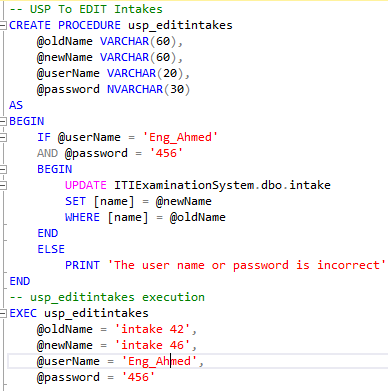 -- USP To EDIT Intakes
CREATE PROCEDURE usp_editintakes
@oldName VARCHAR(60),
@newName VARCHAR(60),
@userName VARCHAR(20),
@password NVARCHAR(30)
AS
BEGIN
IF @userName = 'Eng_Ahmed'
AND @password = '456'
BEGIN
UPDATE ITIExaminationSystem.dbo.intake
SET [name] = @newName
WHERE [name] = @oldName
END
ELSE
PRINT 'The user name or password is incorrect'
END
-- usp_editintakes execution
EXEC usp_editintakes
@oldName = 'intake 42',
@newName = 'intake 46',
@userName = 'Eng_Ahmed',
@password = '456'